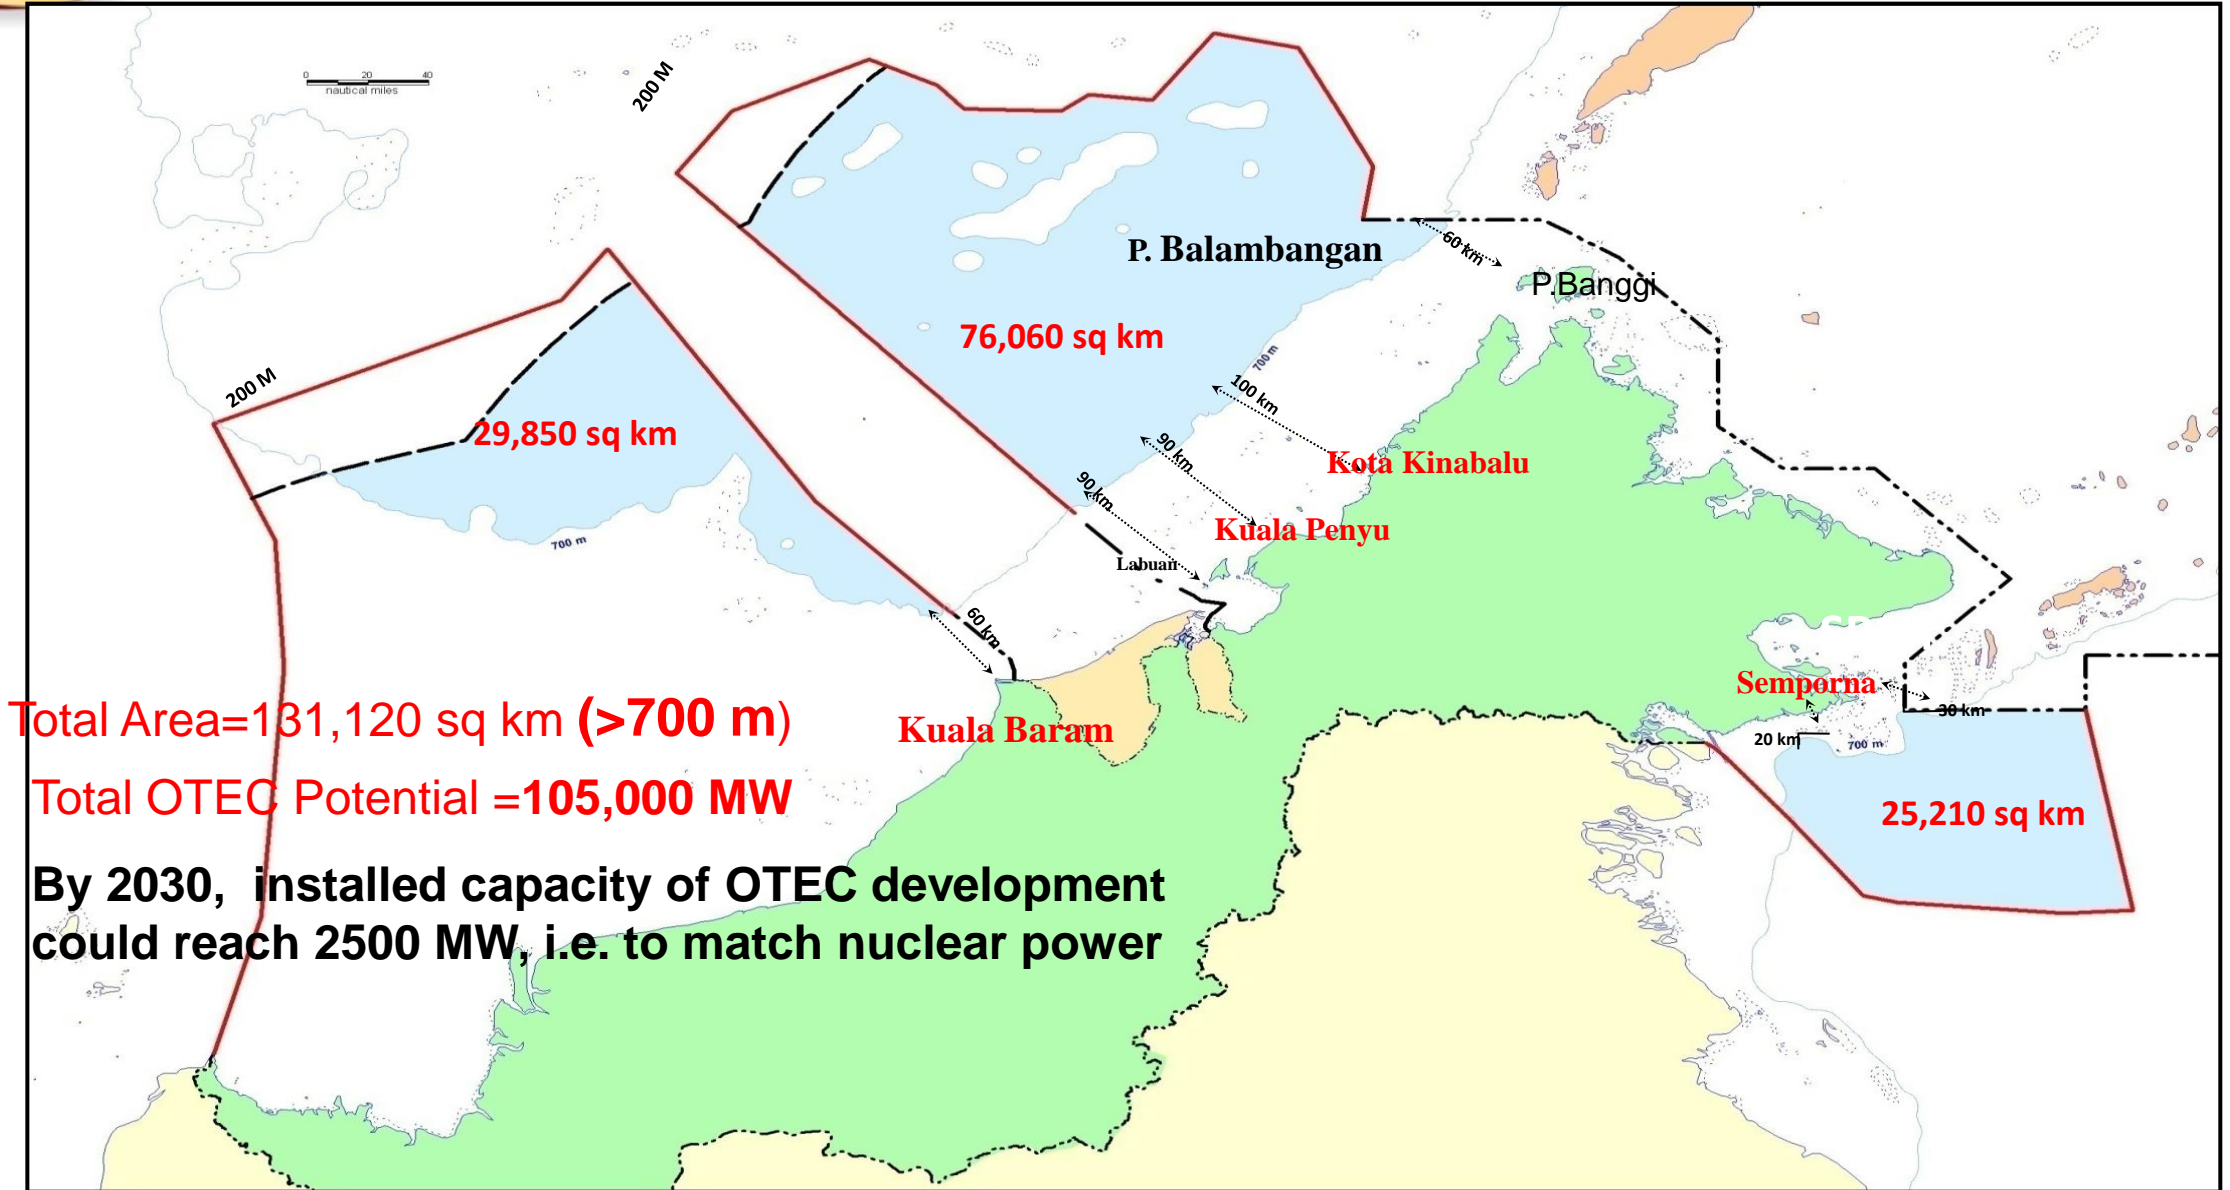 0 20 40
nautical miles
200 M
P. Balambangan
60 km
P.Banggi
76,060 sq km
700 m
100 km
200 M
29,850 sq km
90 km
Kota Kinabalu
90 km
Kuala Penyu
700 m
Labuan
60 km
Semporna
30 km
20 km
700 m
Total Area=131,120 sq km (>700 m)
Kuala Baram
Total OTEC Potential =105,000 MW
25,210 sq km
By 2030, installed capacity of OTEC development
could reach 2500 MW, i.e. to match nuclear power